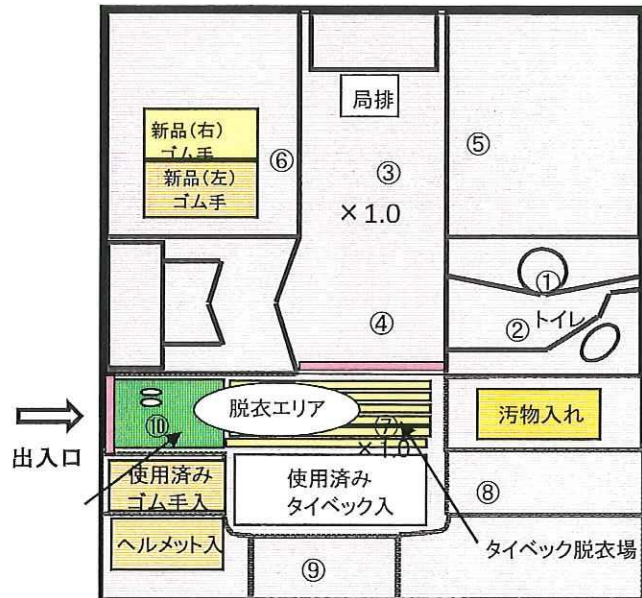 局排
新品(右)
ゴム手
新品(左)
ゴム手
⑥
③
⑤
×1.0
①
④
②
トイレ
脱衣エリア
⑦
汚物入れ
⑩
×1.0
出入口
使用済み
ゴム手入
使用済み
タイベック入
⑧
ヘルメット入
タイベック脱衣場
⑨